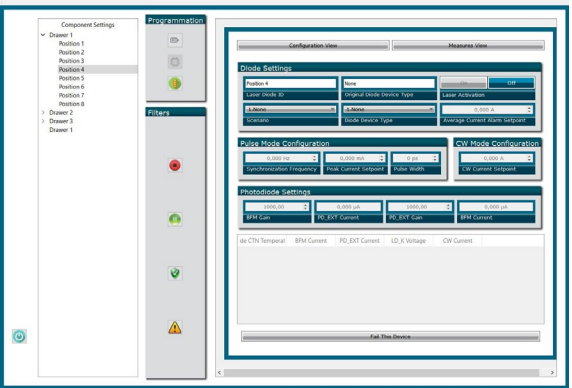 Component Settings
Drawer 1
Position 1
Position 2
Position 3
Position 4
Position 5
Position 6
Position 7
Position 8
Drawer 2
Drawer 3
Drawer 1
Programmation
Filters
Configuration View
Measures View
Diode Settings
Position 4
None
On
Off
Laser Diode ID
Original Diode Device Type
Laser Activation
1.None
1.None
0,000 A
Scenario
Diode Device Type
Average Current Alarm Setpoint
Pulse Mode Configuration
0,000 Hz
0,000 mA
0 ps
Synchronization Frequency
Peak Current Setpoint
Pulse Width
CW Mode Configuration
0,000 A
CW Current Setpoint
Photodiode Settings
1000,00
0,000 µA
1000,00
0,000 µA
BFM Gain
PD_EXT Current
PD_EXT Gain
BFM Current
de CTN Temporal
BFM Current
PD_EXT Current
LD_K Voltage
CW Current
Fail This Device